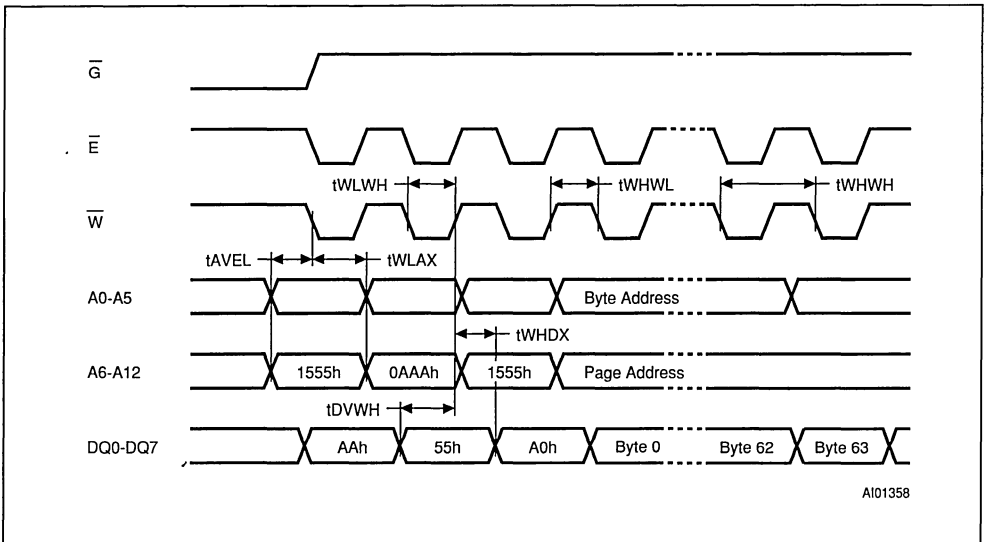 G̅
E̅
tWLWH tWHWL tWHWH
W̅
tAVEL tWLAX
A0-A5 Byte Address
tWHDX
A6-A12 1555h 0AAAh 1555h Page Address
tDVWH
DQ0-DQ7 AAh 55h A0h Byte 0 Byte 62 Byte 63
AI01358